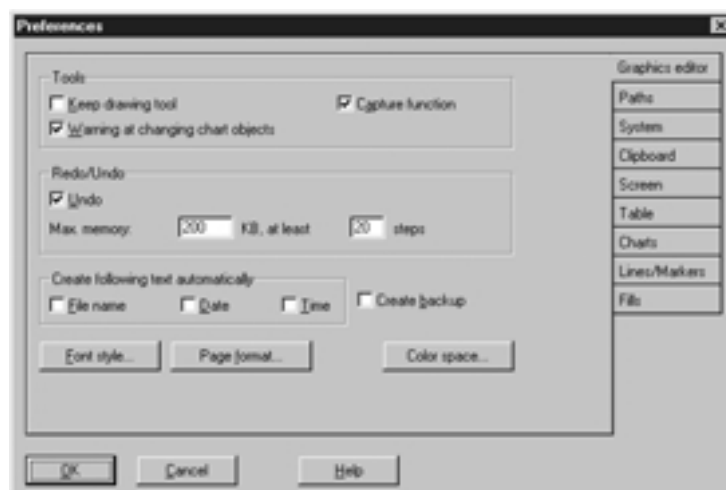 Preferences
Graphics editor
Paths
System
Clipboard
Screen
Table
Charts
Lines/Markers
Fills
Tools
Keep drawing tool
Capture function
Warning at changing chart objects
Redo/Undo
Undo
Max. memory: 200 KB, at least 20 steps
Create following text automatically
File name Date Time
Create backup
Font style... Page format... Color space...
OK Cancel Help